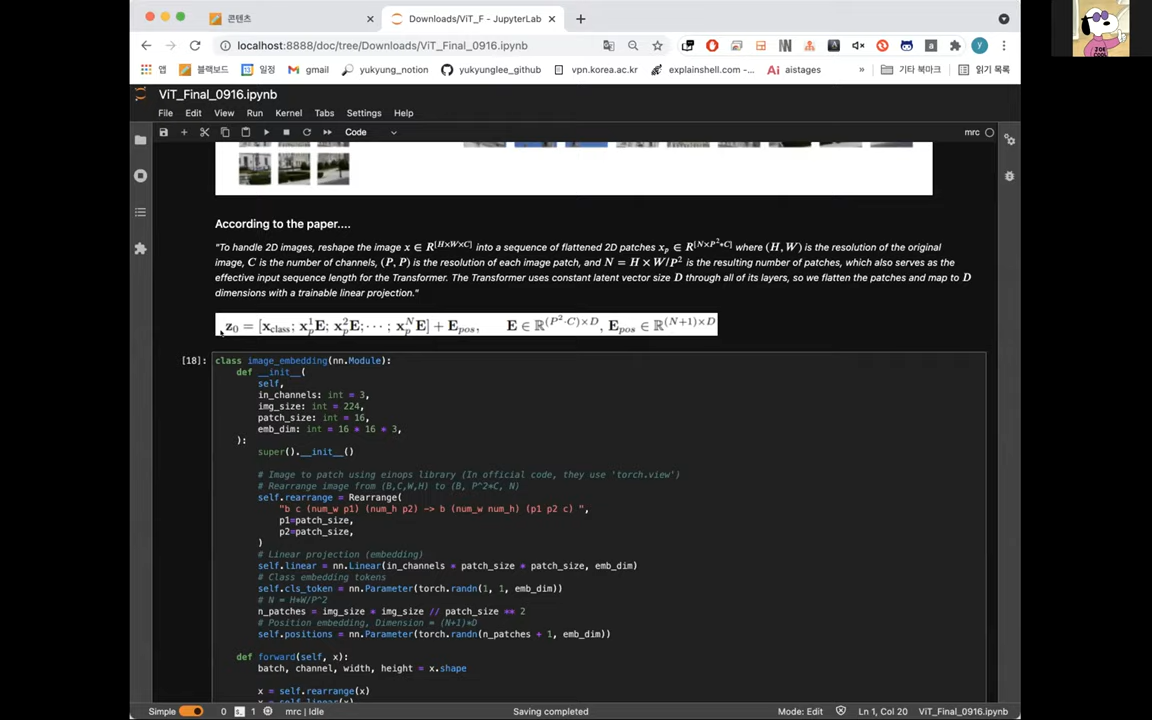 콘텐츠
Downloads/ViT_F - JupyterLab
localhost:8888/doc/tree/Downloads/ViT_Final_0916.ipynb
앱 블랙보드 일정 gmail yukyung_notion yukyunglee_github vpn.korea.ac.kr explainshell.com -... aistages » 기타 북마크 읽기 목록
ViT_Final_0916.ipynb
File Edit View Run Kernel Tabs Settings Help
Code mrc
According to the paper....
"To handle 2D images, reshape the image x ∈ R^[H×W×C] into a sequence of flattened 2D patches x_p ∈ R^[N×P²*C] where (H, W) is the resolution of the original
image, C is the number of channels, (P, P) is the resolution of each image patch, and N = H × W/P² is the resulting number of patches, which also serves as the
effective input sequence length for the Transformer. The Transformer uses constant latent vector size D through all of its layers, so we flatten the patches and map to D
dimensions with a trainable linear projection."
z_0 = [x_class; x_p^1 E; x_p^2 E; ··· ; x_p^N E] + E_pos, E ∈ ℝ^(P²·C)×D, E_pos ∈ ℝ^(N+1)×D
[18]: class image_embedding(nn.Module):
def __init__(
self,
in_channels: int = 3,
img_size: int = 224,
patch_size: int = 16,
emb_dim: int = 16 * 16 * 3,
):
super().__init__()
# Image to patch using einops library (In official code, they use 'torch.view')
# Rearrange image from (B,C,W,H) to (B, P^2*C, N)
self.rearrange = Rearrange(
"b c (num_w p1) (num_h p2) -> b (num_w num_h) (p1 p2 c) ",
p1=patch_size,
p2=patch_size,
)
# Linear projection (embedding)
self.linear = nn.Linear(in_channels * patch_size * patch_size, emb_dim)
# Class embedding tokens
self.cls_token = nn.Parameter(torch.randn(1, 1, emb_dim))
# N = H*W/P^2
n_patches = img_size * img_size // patch_size ** 2
# Position embedding, Dimension = (N+1)*D
self.positions = nn.Parameter(torch.randn(n_patches + 1, emb_dim))
def forward(self, x):
batch, channel, width, height = x.shape
x = self.rearrange(x)
x = self.linear(x)
Simple 0 1 mrc | Idle Saving completed Mode: Edit Ln 1, Col 20 ViT_Final_0916.ipynb